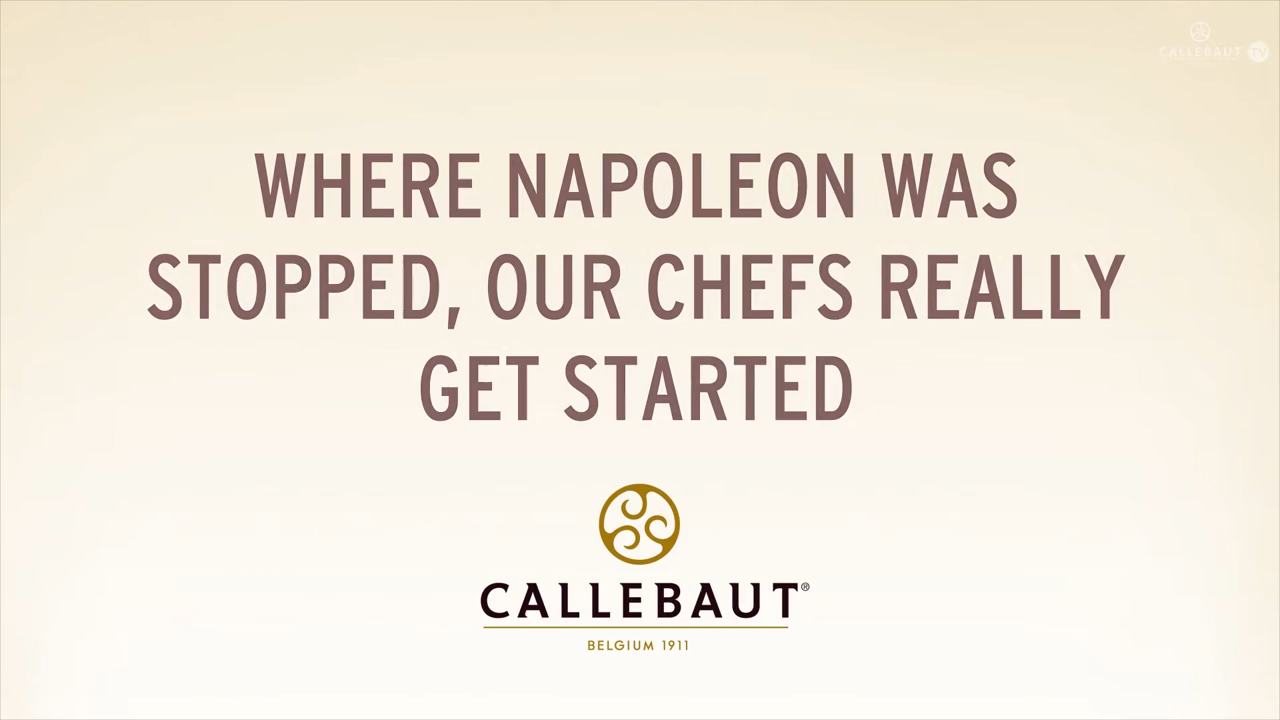 CALLEBAUT TV
WHERE NAPOLEON WAS
STOPPED, OUR CHEFS REALLY
GET STARTED
CALLEBAUT®
BELGIUM 1911